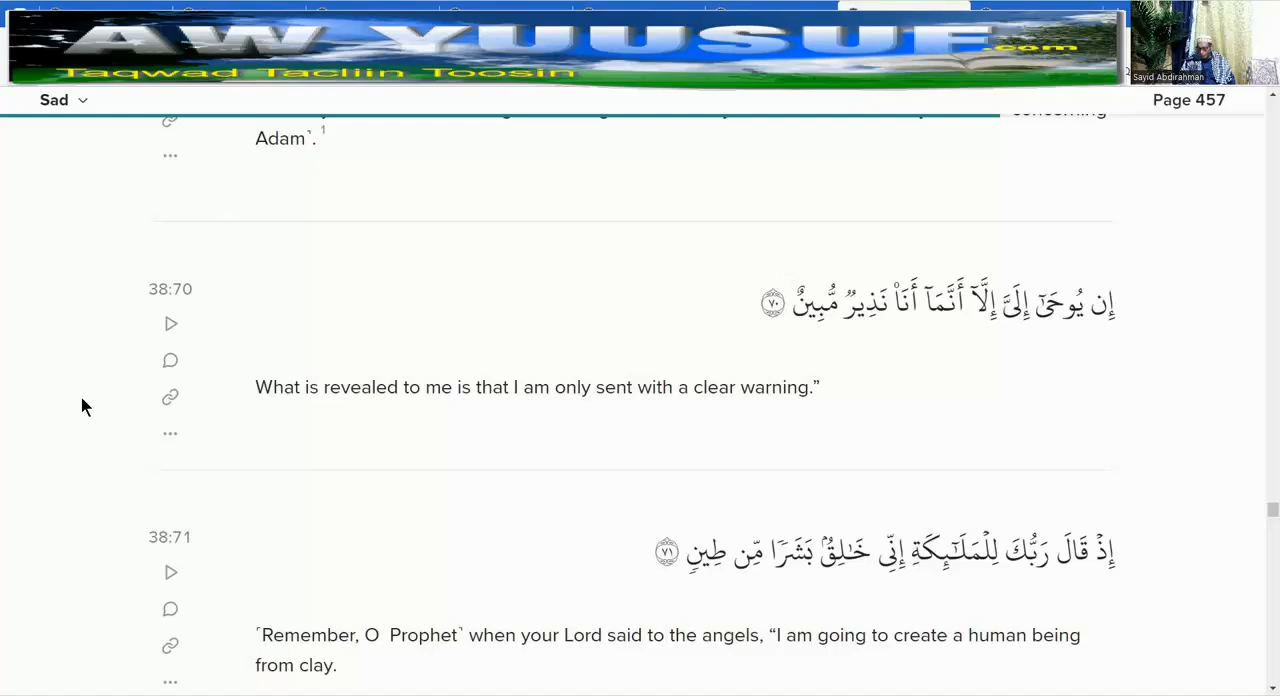 AW YUUSUF.com
Taqwad Tacliin Toosin
Sayid Abdirahman
Sad
Page 457
concerning
Adam˺. 1
38:70
إِن يُوحَىٰٓ إِلَىَّ إِلَّآ أَنَّمَآ أَنَا۠ نَذِيرٌۭ مُّبِينٌ ٧٠
What is revealed to me is that I am only sent with a clear warning.”
38:71
إِذْ قَالَ رَبُّكَ لِلْمَلَـٰٓئِكَةِ إِنِّى خَـٰلِقٌۢ بَشَرًۭا مِّن طِينٍۢ ٧١
˹Remember, O Prophet˺ when your Lord said to the angels, “I am going to create a human being
from clay.